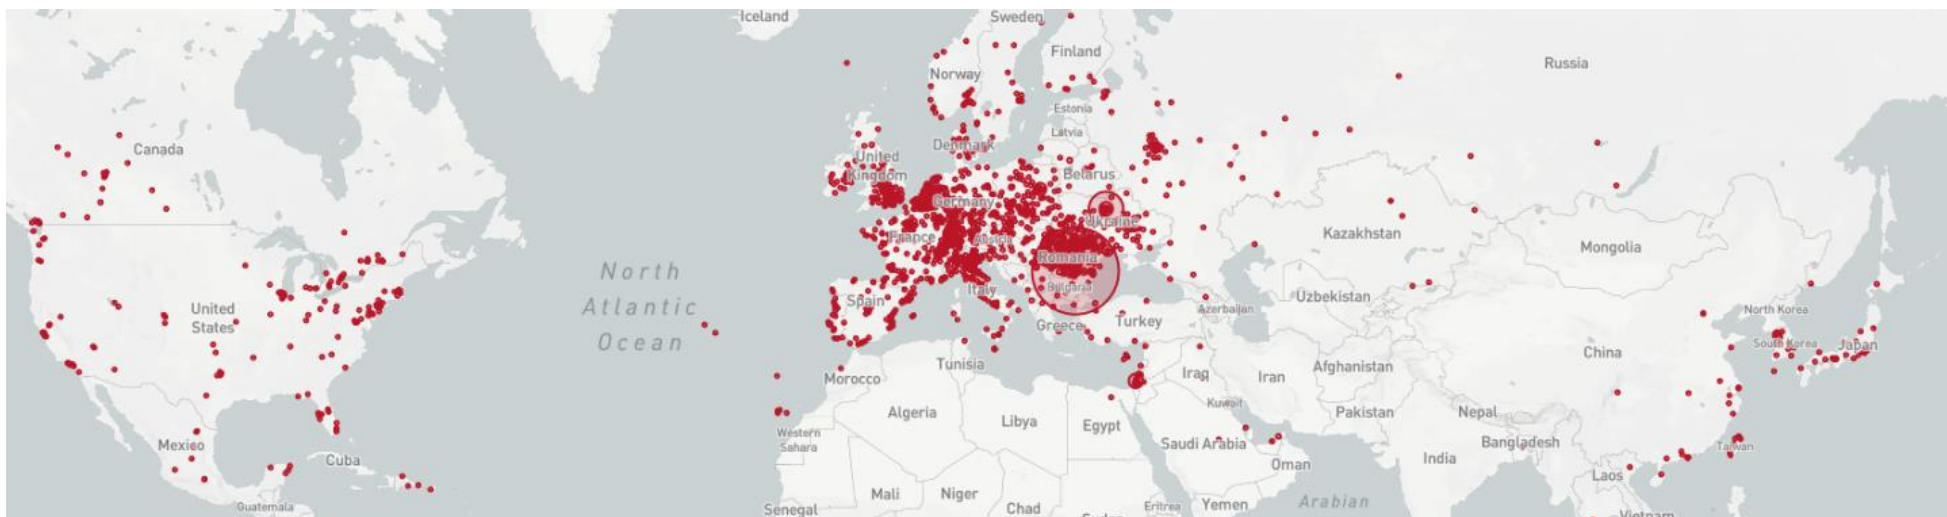 Iceland
Sweden
Finland
Norway
Russia
Estonia
Latvia
Denmark
Canada
United
Kingdom
Belarus
Germany
Ukraine
France
Austria
Kazakhstan
Mongolia
Romania
North
Atlantic
Ocean
Italy
Bulgaria
Spain
Uzbekistan
United
States
Azerbaijan
North Korea
Greece
Turkey
South Korea
Japan
China
Tunisia
Afghanistan
Morocco
Iraq
Iran
Kuwait
Algeria
Libya
Egypt
Pakistan
Nepal
Western
Sahara
Mexico
Saudi Arabia
Bangladesh
Taiwan
Cuba
India
Oman
Laos
Mali
Niger
Chad
Guatemala
Senegal
Eritrea
Yemen
Arabian
Sudan
Vietnam